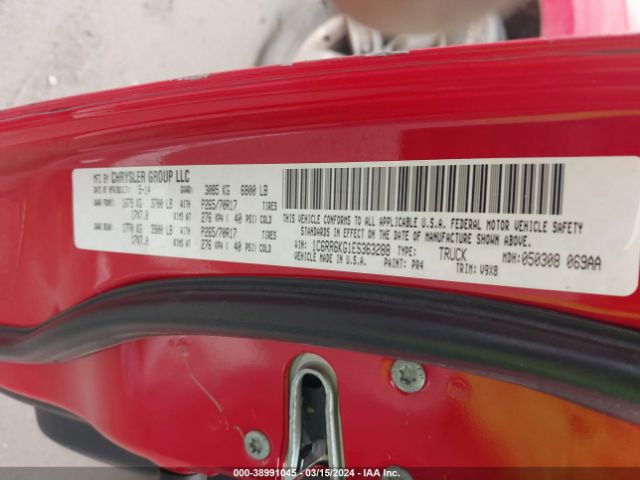 MFD BY CHRYSLER GROUP LLC
DATE OF MFR/BUILT: 5-14 GVWR: 3085 KG 6800 LB
GAWR FRONT: 1675 KG 3700 LB WITH P265/70R17 TIRES
17X7.0 RIMS AT 276 KPA ( 40 PSI) COLD
GAWR REAR: 1770 KG 3900 LB WITH P265/70R17 TIRES
17X7.0 RIMS AT 276 KPA ( 40 PSI) COLD
THIS VEHICLE CONFORMS TO ALL APPLICABLE U.S.A. FEDERAL MOTOR VEHICLE SAFETY
STANDARDS IN EFFECT ON THE DATE OF MANUFACTURE SHOWN ABOVE.
VIN: 1C6RR6KG1ES363288 TYPE: TRUCK MDH: 050308 069AA
VEHICLE MADE IN U.S.A. PAINT: PR4 TRIM: V9X8
000-38991045 - 03/15/2024 - IAA Inc.